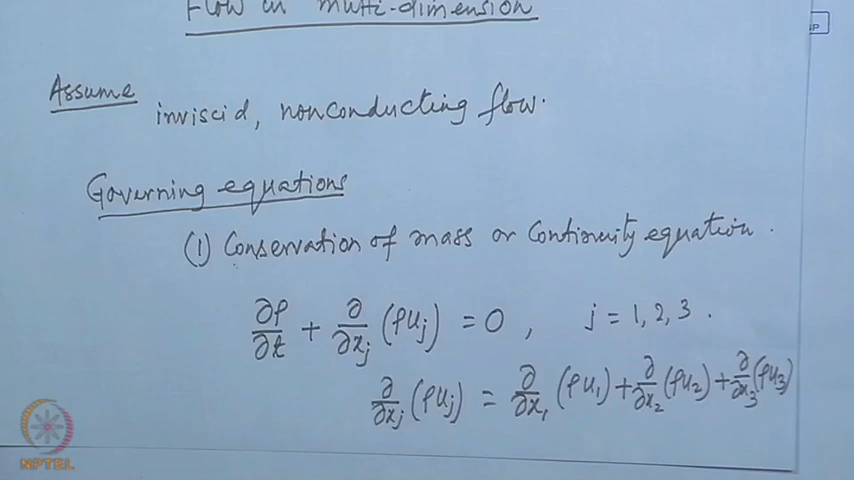 Flow in multi-dimension
NP
Assume
inviscid, nonconducting flow.
Governing equations
(1) Conservation of mass or Continuity equation.
∂ρ/∂t + ∂/∂x_j (ρu_j) = 0 , j = 1, 2, 3 .
∂/∂x_j (ρu_j) = ∂/∂x_1 (ρu_1) + ∂/∂x_2 (ρu_2) + ∂/∂x_3 (ρu_3)
NPTEL